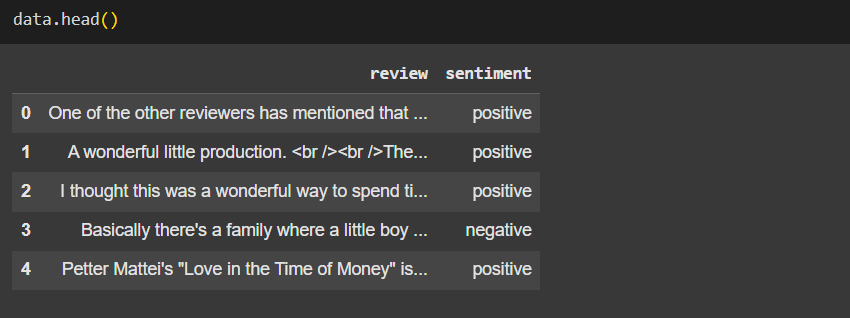 data.head()
review sentiment
0 One of the other reviewers has mentioned that ... positive
1 A wonderful little production. <br /><br />The... positive
2 I thought this was a wonderful way to spend ti... positive
3 Basically there's a family where a little boy ... negative
4 Petter Mattei's "Love in the Time of Money" is... positive